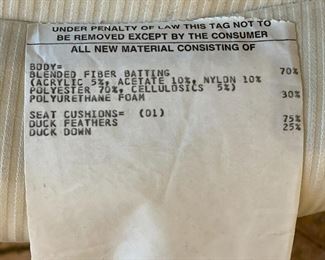 UNDER PENALTY OF LAW THIS TAG NOT TO
BE REMOVED EXCEPT BY THE CONSUMER
ALL NEW MATERIAL CONSISTING OF
BODY=
BLENDED FIBER BATTING 70%
(ACRYLIC 5%, ACETATE 10%, NYLON 10%
POLYESTER 70%, CELLULOSICS 5%)
POLYURETHANE FOAM 30%
SEAT CUSHIONS= (01)
DUCK FEATHERS 75%
DUCK DOWN 25%